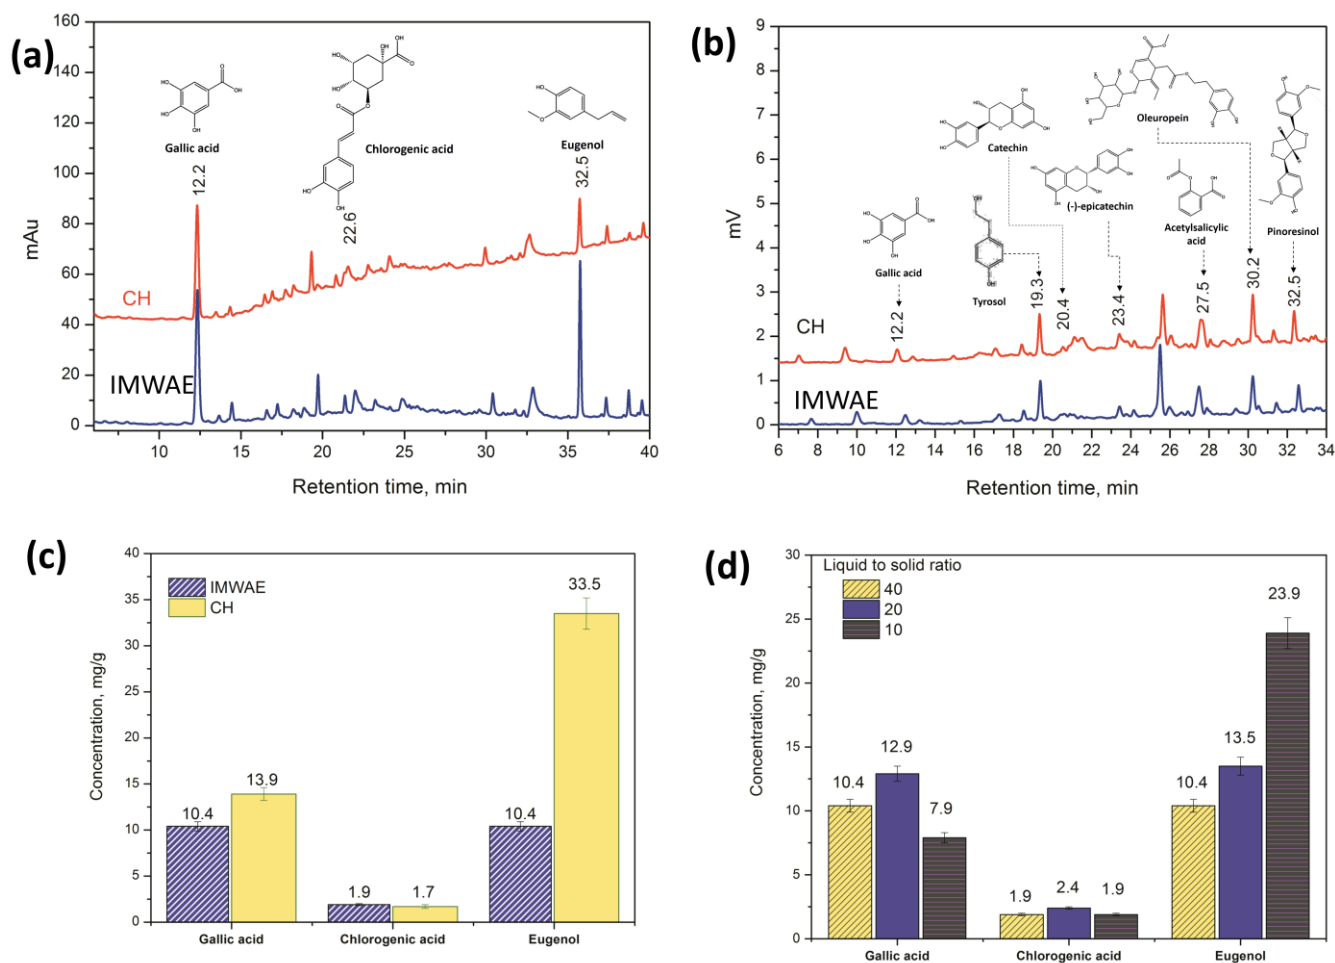 (a)
160
140
120
100
80
60
40
20
0
mAu
Gallic acid
12.2
Chlorogenic acid
22.6
Eugenol
32.5
CH
IMWAE
10
15
20
25
30
35
40
Retention time, min
(b)
9
8
7
6
5
4
3
2
1
0
mV
Gallic acid
12.2
Tyrosol
19.3
Catechin
20.4
(-)-epicatechin
23.4
Acetylsalicylic
acid
27.5
Oleuropein
30.2
Pinoresinol
32.5
CH
IMWAE
6 8 10 12 14 16 18 20 22 24 26 28 30 32 34
Retention time, min
(c)
40
35
30
25
20
15
10
5
0
Concentration, mg/g
IMWAE
CH
10.4
13.9
1.9
1.7
10.4
33.5
Gallic acid
Chlorogenic acid
Eugenol
(d)
30
25
20
15
10
5
0
Concentration, mg/g
Liquid to solid ratio
40
20
10
10.4
12.9
7.9
1.9
2.4
1.9
10.4
13.5
23.9
Gallic acid
Chlorogenic acid
Eugenol